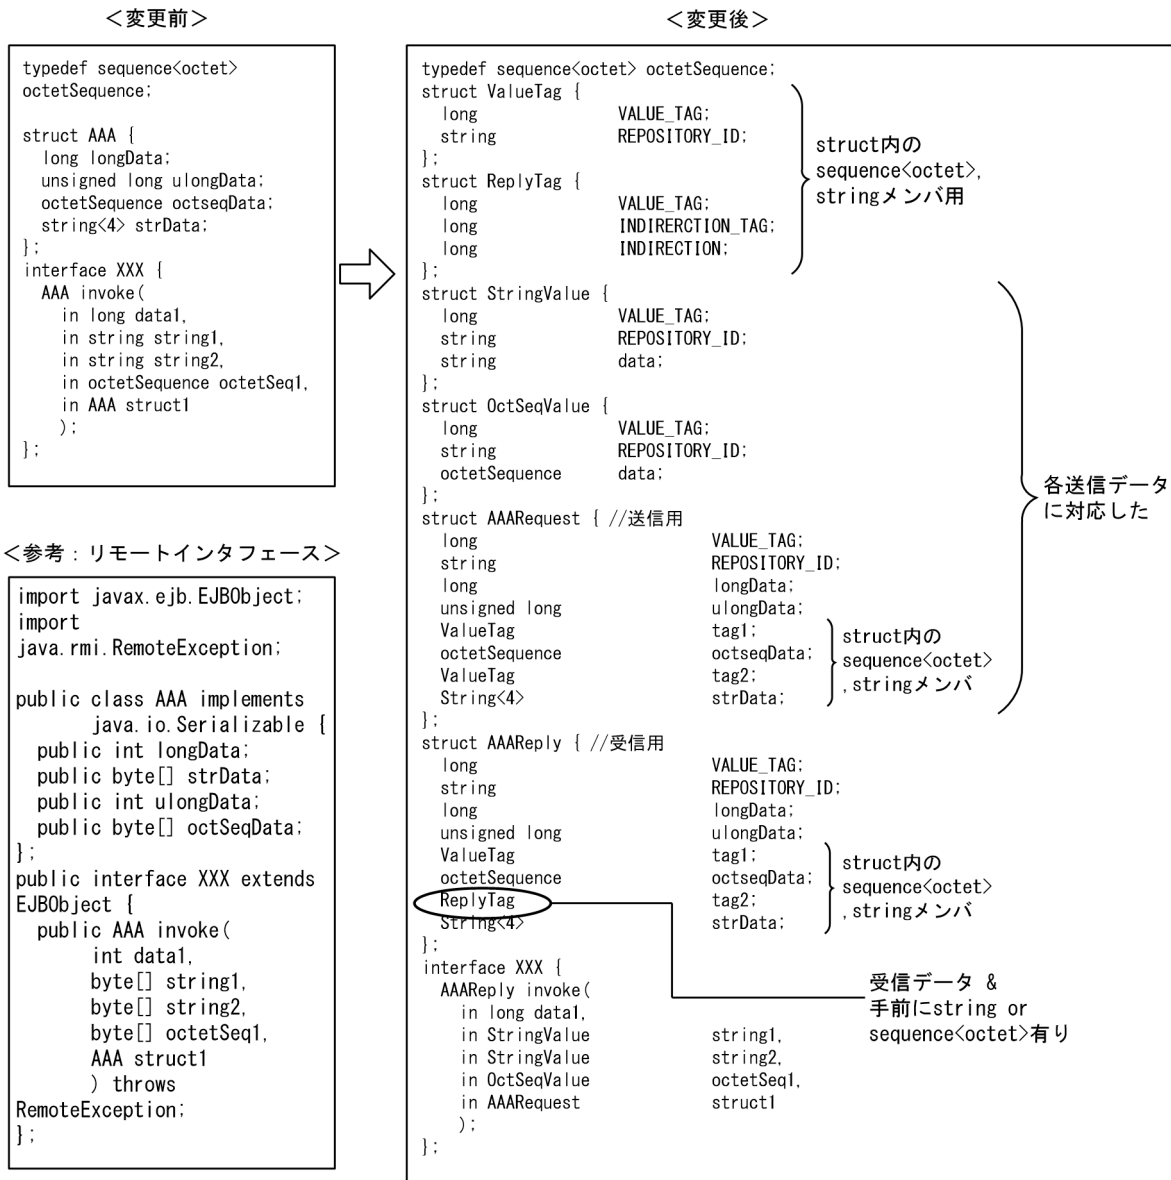 ＜変更前＞
typedef sequence<octet>
octetSequence;
struct AAA {
long longData;
unsigned long ulongData;
octetSequence octseqData;
string<4> strData;
};
interface XXX {
AAA invoke(
in long data1,
in string string1,
in string string2,
in octetSequence octetSeq1,
in AAA struct1
);
};
＜参考：リモートインタフェース＞
import javax.ejb.EJBObject;
import
java.rmi.RemoteException;
public class AAA implements
java.io.Serializable {
public int longData;
public byte[] strData;
public int ulongData;
public byte[] octSeqData;
};
public interface XXX extends
EJBObject {
public AAA invoke(
int data1,
byte[] string1,
byte[] string2,
byte[] octetSeq1,
AAA struct1
) throws
RemoteException;
};
＜変更後＞
typedef sequence<octet> octetSequence;
struct ValueTag {
long VALUE_TAG;
string REPOSITORY_ID;
};
struct ReplyTag {
long VALUE_TAG;
long INDIRERCTION_TAG;
long INDIRECTION;
};
struct内の
sequence<octet>,
stringメンバ用
struct StringValue {
long VALUE_TAG;
string REPOSITORY_ID;
string data;
};
struct OctSeqValue {
long VALUE_TAG;
string REPOSITORY_ID;
octetSequence data;
};
struct AAARequest { //送信用
long VALUE_TAG;
string REPOSITORY_ID;
long longData;
unsigned long ulongData;
ValueTag tag1;
octetSequence octseqData;
ValueTag tag2;
String<4> strData;
};
struct内の
sequence<octet>
,stringメンバ
各送信データ
に対応した
struct AAAReply { //受信用
long VALUE_TAG;
string REPOSITORY_ID;
long longData;
unsigned long ulongData;
ValueTag tag1;
octetSequence octseqData;
ReplyTag tag2;
String<4> strData;
};
struct内の
sequence<octet>
,stringメンバ
interface XXX {
AAAReply invoke(
in long data1,
in StringValue string1,
in StringValue string2,
in OctSeqValue octetSeq1,
in AAARequest struct1
);
};
受信データ &
手前にstring or
sequence<octet>有り